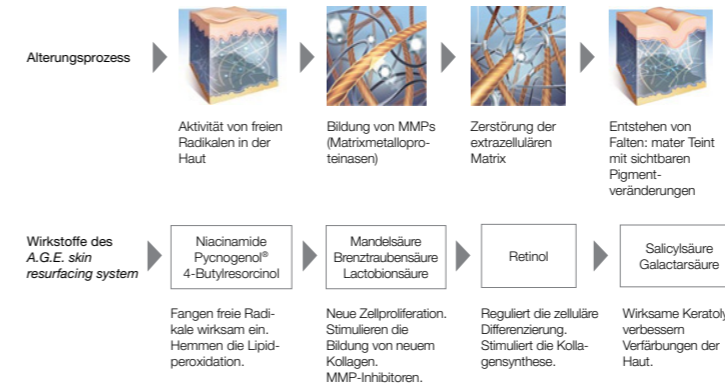 Alterungsprozess
Aktivität von freien
Radikalen in der
Haut
Bildung von MMPs
(Matrixmetallopro-
teinasen)
Zerstörung der
extrazellulären
Matrix
Entstehen von
Falten: mater Teint
mit sichtbaren
Pigment-
veränderungen
Wirkstoffe des
A.G.E. skin
resurfacing system
Niacinamide
Pycnogenol®
4-Butylresorcinol
Mandelsäure
Brenztraubensäure
Lactobionsäure
Retinol
Salicylsäure
Galactarsäure
Fangen freie Radi-
kale wirksam ein.
Hemmen die Lipid-
peroxidation.
Neue Zellproliferation.
Stimulieren die
Bildung von neuem
Kollagen.
MMP-Inhibitoren.
Reguliert die zelluläre
Differenzierung.
Stimuliert die Kolla-
gensynthese.
Wirksame Keratoly
verbessern
Verfärbungen der
Haut.